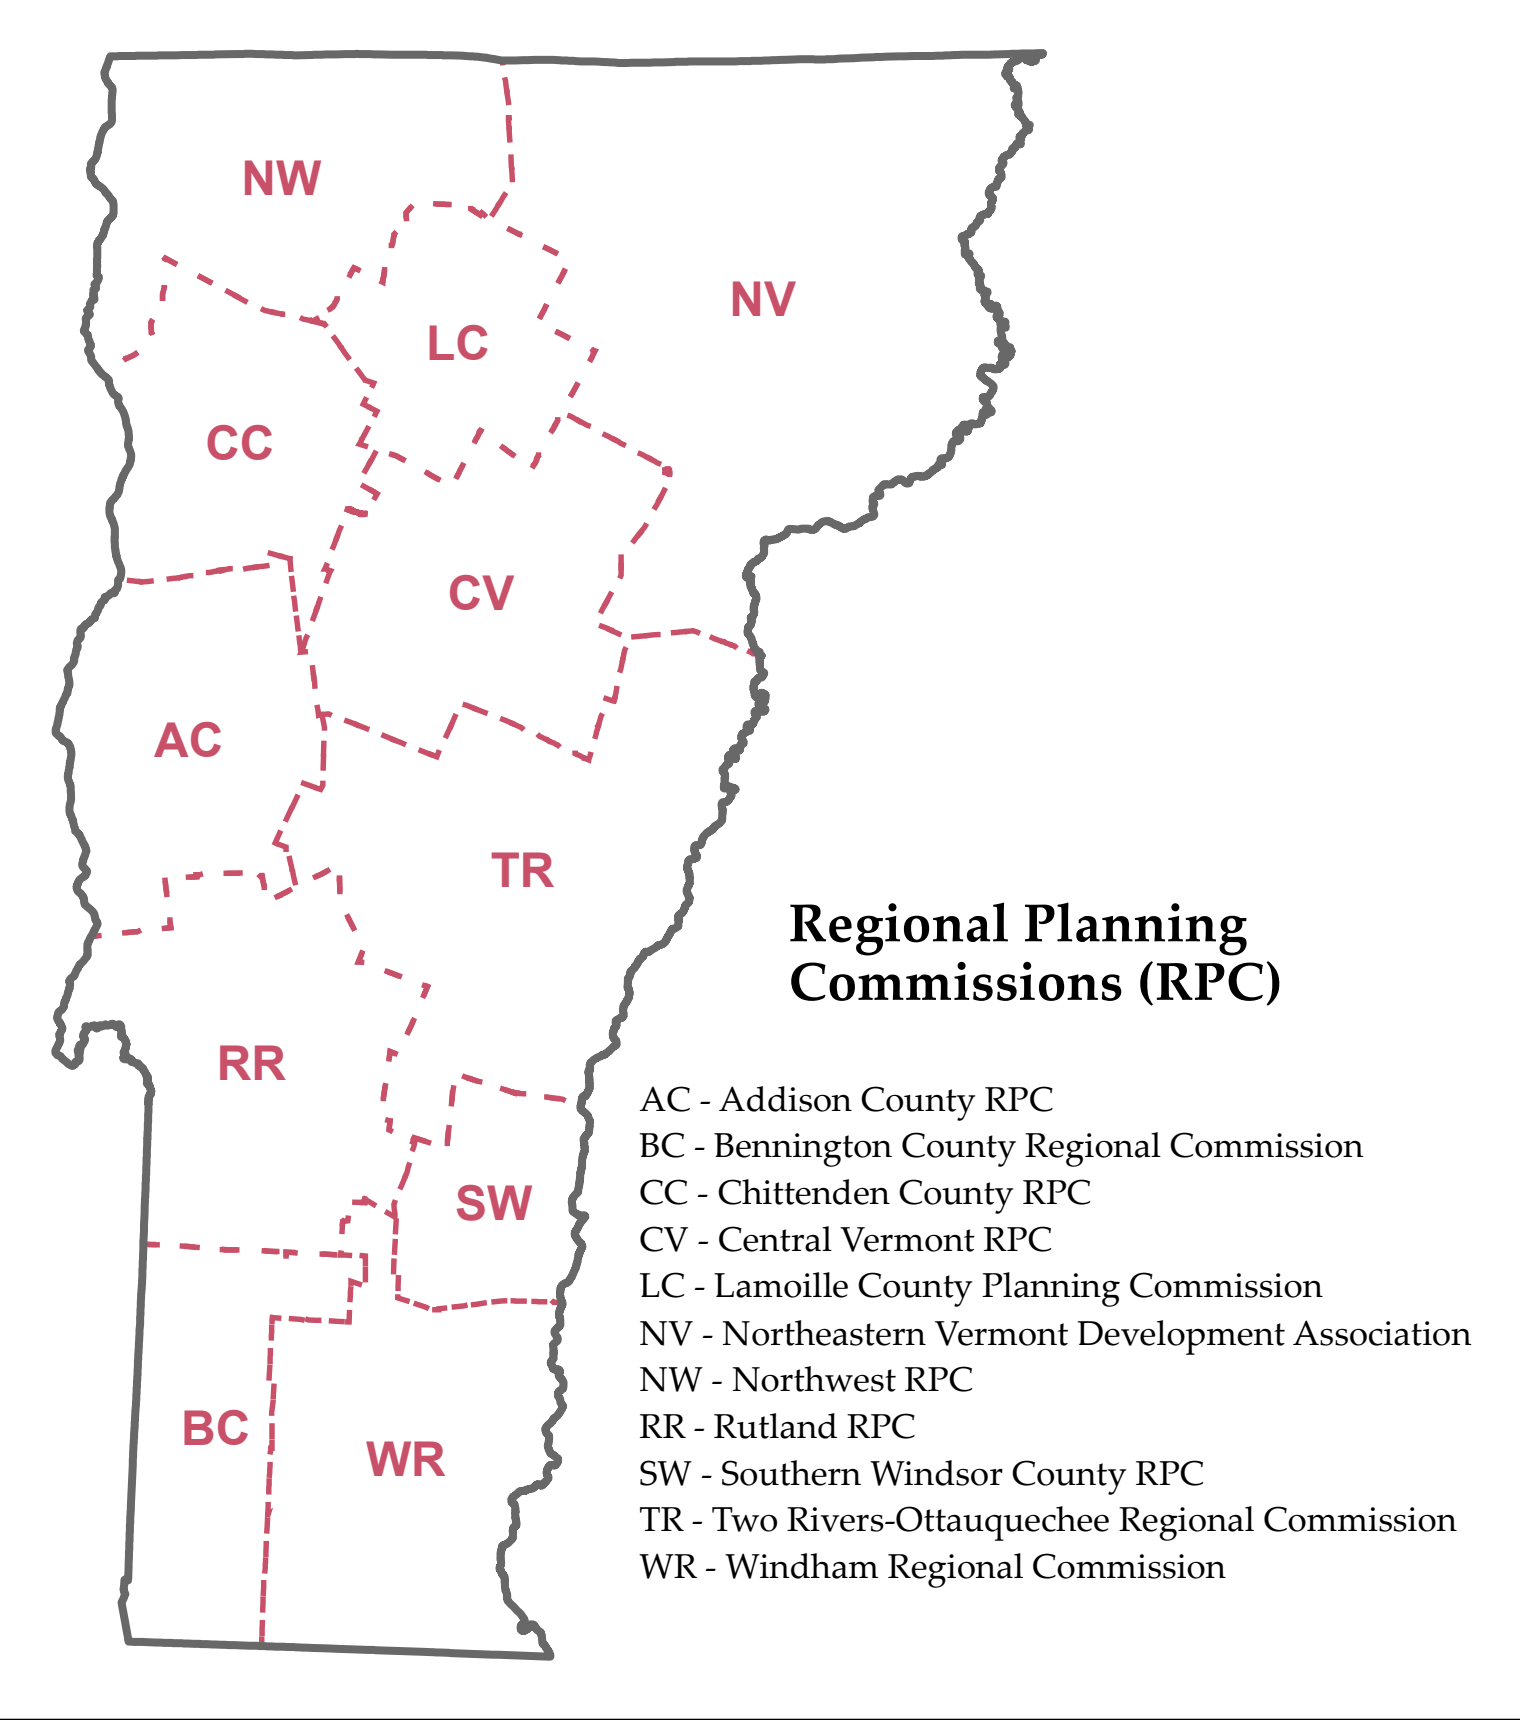 NW
NV
LC
CC
CV
AC
TR
Regional Planning
Commissions (RPC)
RR
AC - Addison County RPC
BC - Bennington County Regional Commission
CC - Chittenden County RPC
SW
CV - Central Vermont RPC
LC - Lamoille County Planning Commission
NV - Northeastern Vermont Development Association
NW - Northwest RPC
BC
RR - Rutland RPC
WR
SW - Southern Windsor County RPC
TR - Two Rivers-Ottauquechee Regional Commission
WR - Windham Regional Commission